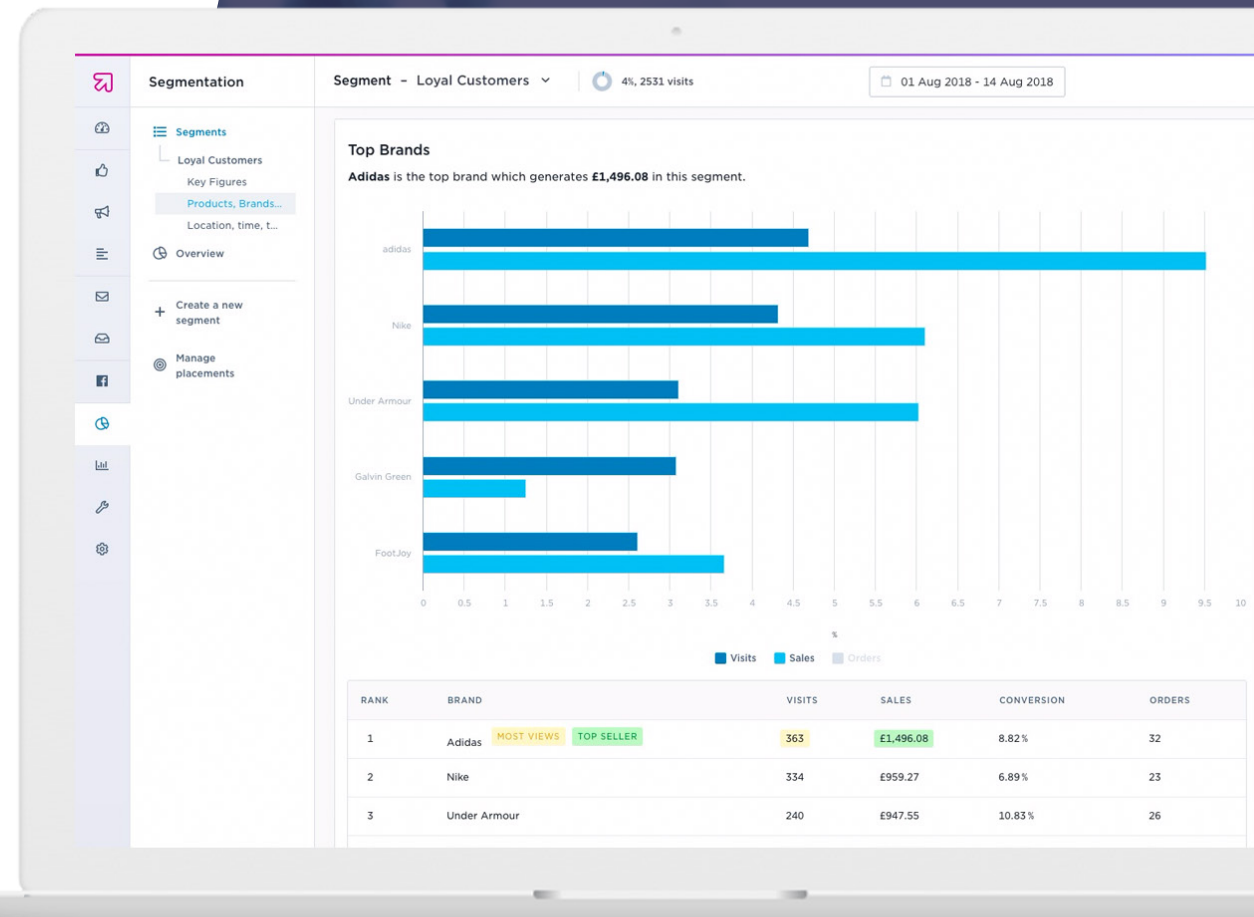 Segmentation
Segment – Loyal Customers
4%, 2531 visits
01 Aug 2018 - 14 Aug 2018
Segments
Loyal Customers
Key Figures
Products, Brands...
Location, time, t...
Overview
Create a new
segment
Manage
placements
Top Brands
Adidas is the top brand which generates £1,496.08 in this segment.
adidas
Nike
Under Armour
Galvin Green
FootJoy
0 0.5 1 1.5 2 2.5 3 3.5 4 4.5 5 5.5 6 6.5 7 7.5 8 8.5 9 9.5 10
%
Visits Sales Orders
RANK BRAND VISITS SALES CONVERSION ORDERS
1 Adidas MOST VIEWS TOP SELLER 363 £1,496.08 8.82% 32
2 Nike 334 £959.27 6.89% 23
3 Under Armour 240 £947.55 10.83% 26